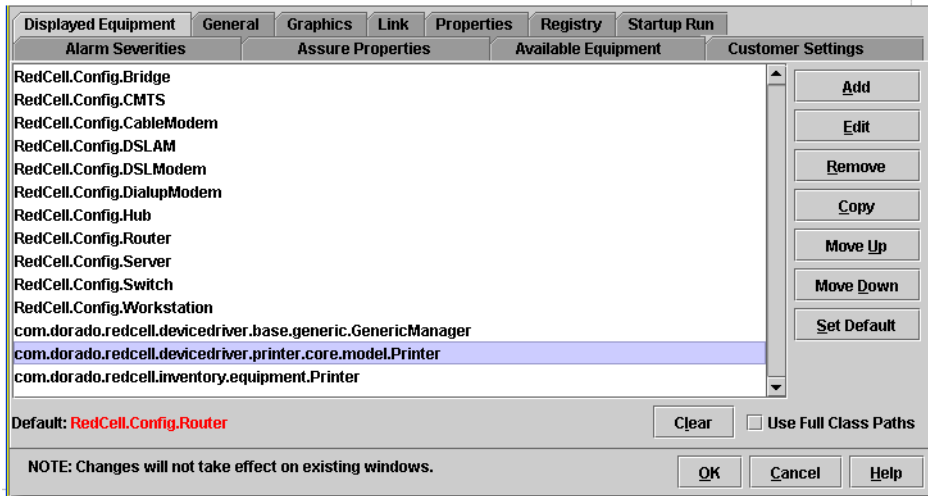 Displayed Equipment General Graphics Link Properties Registry Startup Run
Alarm Severities Assure Properties Available Equipment Customer Settings
RedCell.Config.Bridge
RedCell.Config.CMTS
RedCell.Config.CableModem
RedCell.Config.DSLAM
RedCell.Config.DSLModem
RedCell.Config.DialupModem
RedCell.Config.Hub
RedCell.Config.Router
RedCell.Config.Server
RedCell.Config.Switch
RedCell.Config.Workstation
com.dorado.redcell.devicedriver.base.generic.GenericManager
com.dorado.redcell.devicedriver.printer.core.model.Printer
com.dorado.redcell.inventory.equipment.Printer
Add
Edit
Remove
Copy
Move Up
Move Down
Set Default
Default: RedCell.Config.Router Clear Use Full Class Paths
NOTE: Changes will not take effect on existing windows. OK Cancel Help